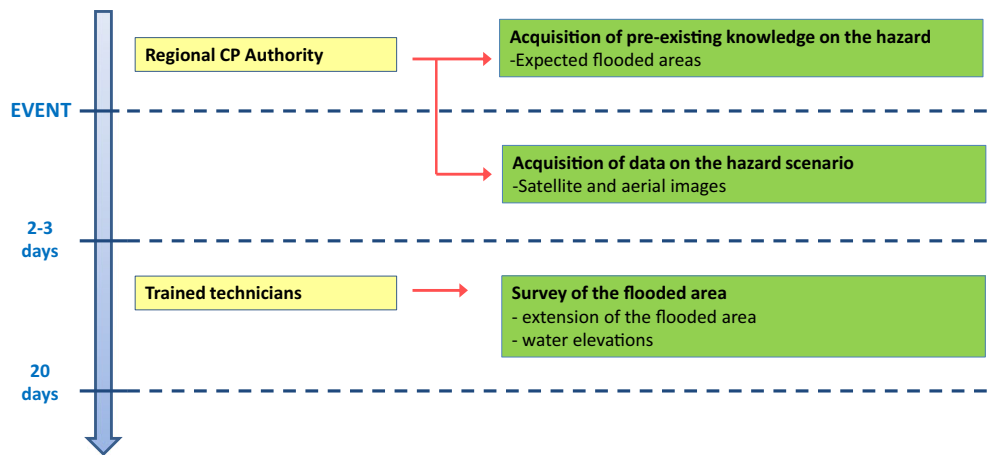 Regional CP Authority
Acquisition of pre-existing knowledge on the hazard
-Expected flooded areas
EVENT
Acquisition of data on the hazard scenario
-Satellite and aerial images
2-3
days
Trained technicians
Survey of the flooded area
- extension of the flooded area
- water elevations
20
days